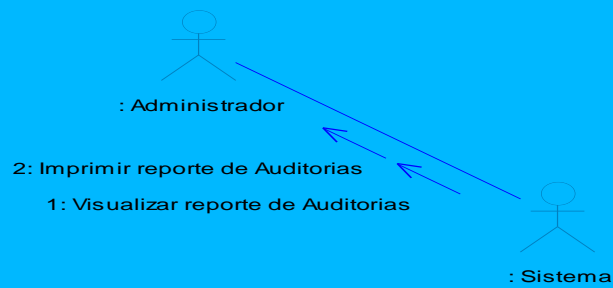 : Administrador
2: Imprimir reporte de Auditorias
1: Visualizar reporte de Auditorias
: Sistema